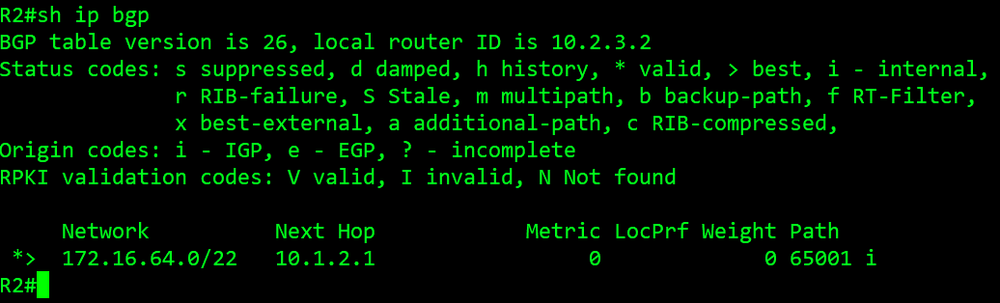 R2#sh ip bgp
BGP table version is 26, local router ID is 10.2.3.2
Status codes: s suppressed, d damped, h history, * valid, > best, i - internal,
              r RIB-failure, S Stale, m multipath, b backup-path, f RT-Filter,
              x best-external, a additional-path, c RIB-compressed,
Origin codes: i - IGP, e - EGP, ? - incomplete
RPKI validation codes: V valid, I invalid, N Not found

     Network          Next Hop            Metric LocPrf Weight Path
 *>  172.16.64.0/22   10.1.2.1                 0             0 65001 i
R2#